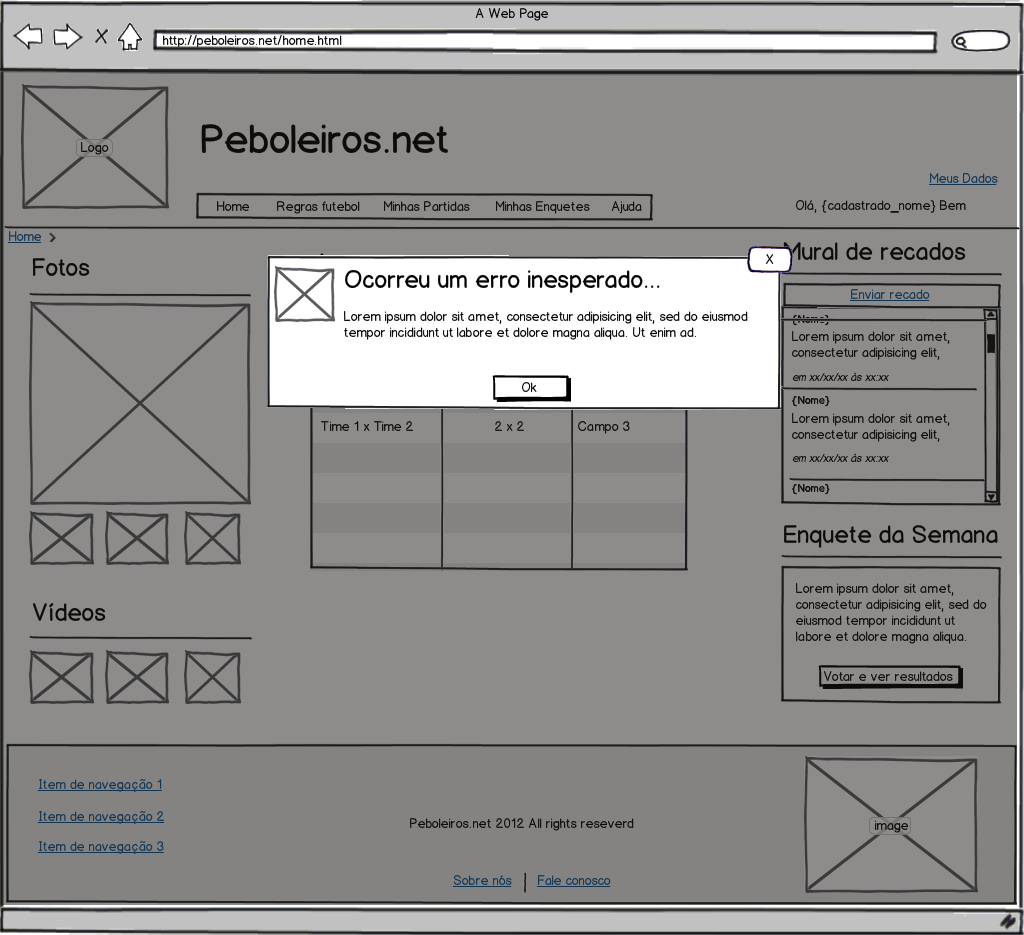 A Web Page
http://peboleiros.net/home.html
Logo
Peboleiros.net
Meus Dados
Home Regras futebol Minhas Partidas Minhas Enquetes Ajuda
Olá, {cadastrado_nome} Bem
Home
Fotos
X
Ocorreu um erro inesperado...
Lorem ipsum dolor sit amet, consectetur adipisicing elit, sed do eiusmod
tempor incididunt ut labore et dolore magna aliqua. Ut enim ad.
Ok
Time 1 x Time 2 2 x 2 Campo 3
Vídeos
Mural de recados
Enviar recado
{Nome}
Lorem ipsum dolor sit amet,
consectetur adipisicing elit,
em xx/xx/xx às xx:xx
{Nome}
Lorem ipsum dolor sit amet,
consectetur adipisicing elit,
em xx/xx/xx às xx:xx
{Nome}
Enquete da Semana
Lorem ipsum dolor sit amet,
consectetur adipisicing elit, sed do
eiusmod tempor incididunt ut
labore et dolore magna aliqua.
Votar e ver resultados
Item de navegação 1
Item de navegação 2
Item de navegação 3
Peboleiros.net 2012 All rights reseverd
Sobre nós Fale conosco
image